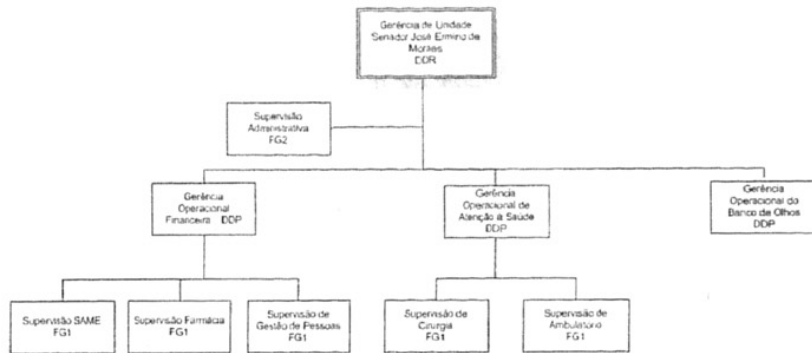 Gerência de Unidade
Senador José Ermírio de
Moraes
DDR
Supervisão
Administrativa
FG2
Gerência
Operacional
Financeira DDP
Gerência
Operacional de
Atenção à Saúde
DDP
Gerência
Operacional do
Banco de Olhos
DDP
Supervisão SAME
FG1
Supervisão Farmácia
FG1
Supervisão de
Gestão de Pessoas
FG1
Supervisão de
Cirurgia
FG1
Supervisão de
Ambulatório
FG1